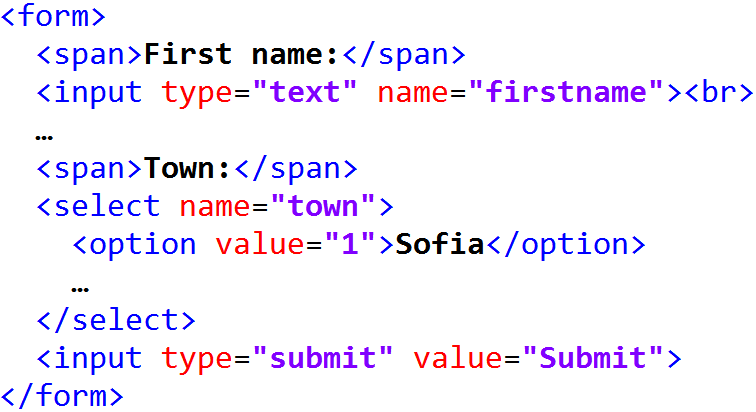 <form>
  <span>First name:</span>
  <input type="text" name="firstname"><br>
  …
  <span>Town:</span>
  <select name="town">
    <option value="1">Sofia</option>
    …
  </select>
  <input type="submit" value="Submit">
</form>